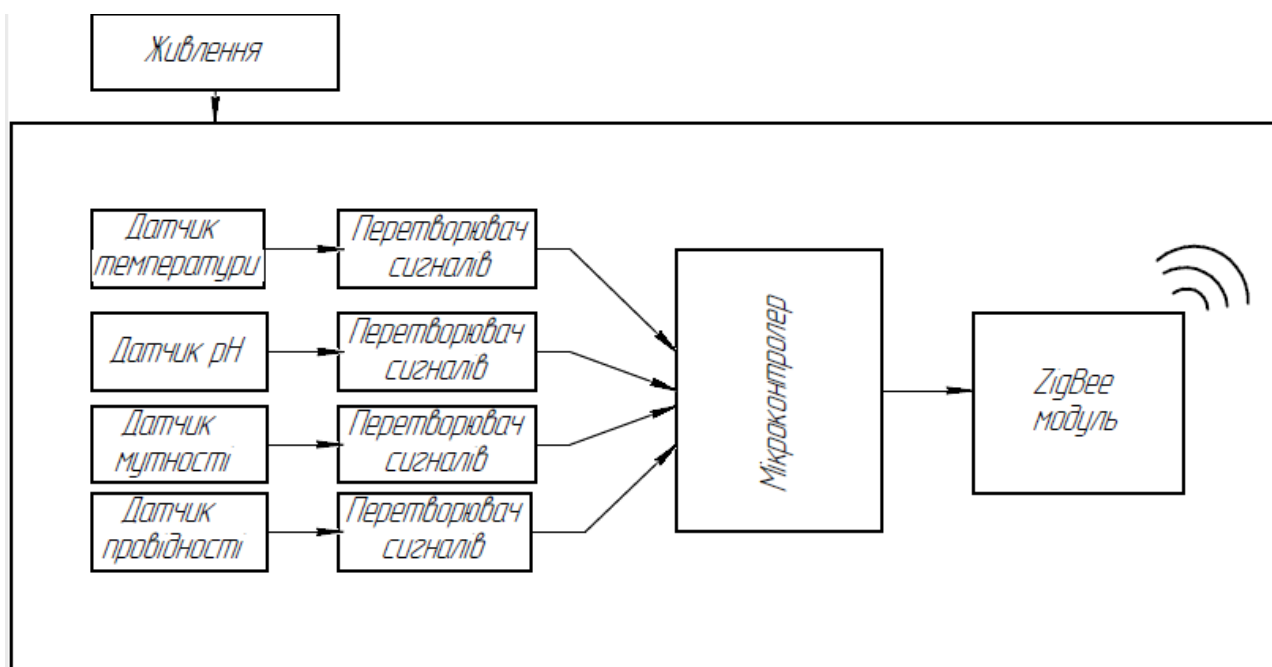 Живлення
Датчик
температури
Перетворювач
сигналів
Датчик pH
Перетворювач
сигналів
Датчик
мутності
Перетворювач
сигналів
Датчик
провідності
Перетворювач
сигналів
Мікроконтролер
ZigBee
модуль